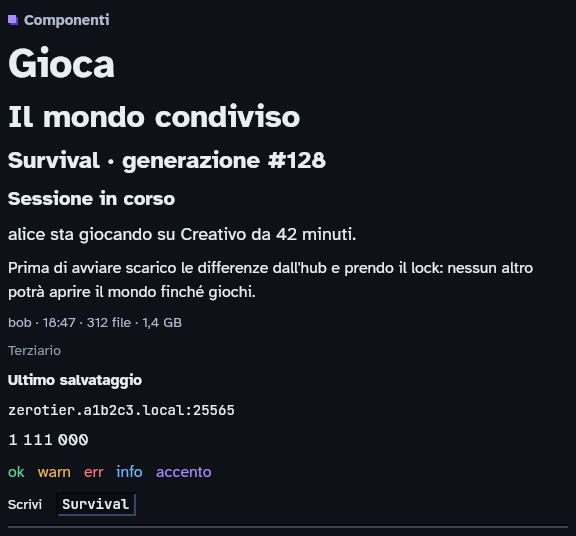 Componenti
Gioca
Il mondo condiviso
Survival · generazione #128
Sessione in corso
alice sta giocando su Creativo da 42 minuti.
Prima di avviare scarico le differenze dall'hub e prendo il lock: nessun altro
potrà aprire il mondo finché giochi.
bob · 18:47 · 312 file · 1,4 GB
Terziario
Ultimo salvataggio
zerotier.a1b2c3.local:25565
1 111 000
ok warn err info accento
Scrivi Survival